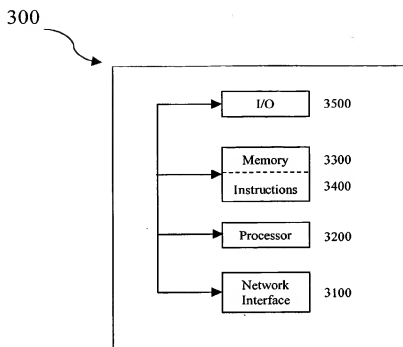 300
I/O 3500
Memory 3300
Instructions 3400
Processor 3200
Network
Interface 3100